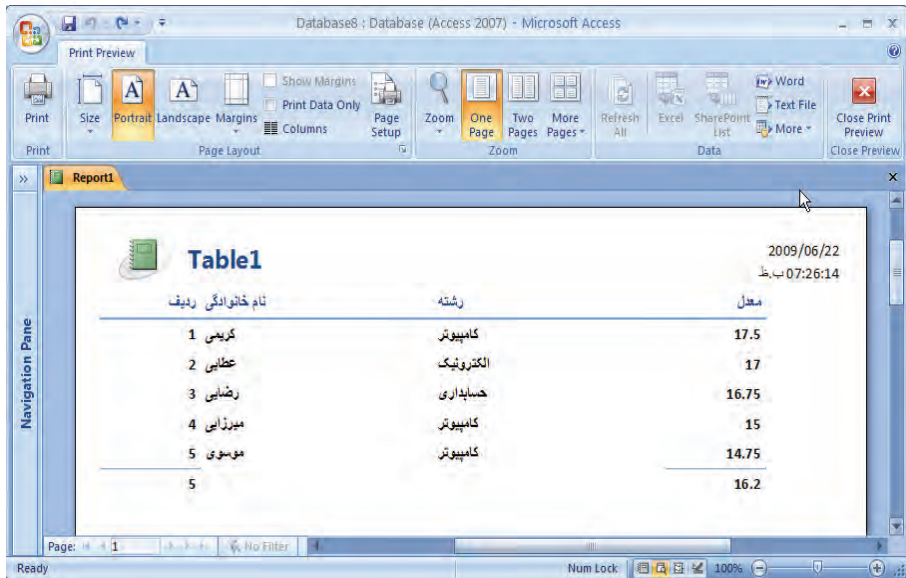 Database8 : Database (Access 2007) - Microsoft Access
Print Preview
Print
Size
Portrait
Landscape
Margins
Show Margins
Print Data Only
Columns
Page Setup
Zoom
One Page
Two Pages
More Pages
Refresh All
Excel
SharePoint List
Word
Text File
More
Close Print Preview
Print
Page Layout
Zoom
Data
Close Preview
»
Report1
Navigation Pane
Table1
2009/06/22
07:26:14 ب.ظ
ردیف نام خانوادگی رشته معدل
1 کریمی کامپیوتر 17.5
2 عطایی الکترونیک 17
3 رضایی حسابداری 16.75
4 میرزایی کامپیوتر 15
5 موسوی کامپیوتر 14.75
5 16.2
Page: 1 No Filter
Ready
Num Lock 100%